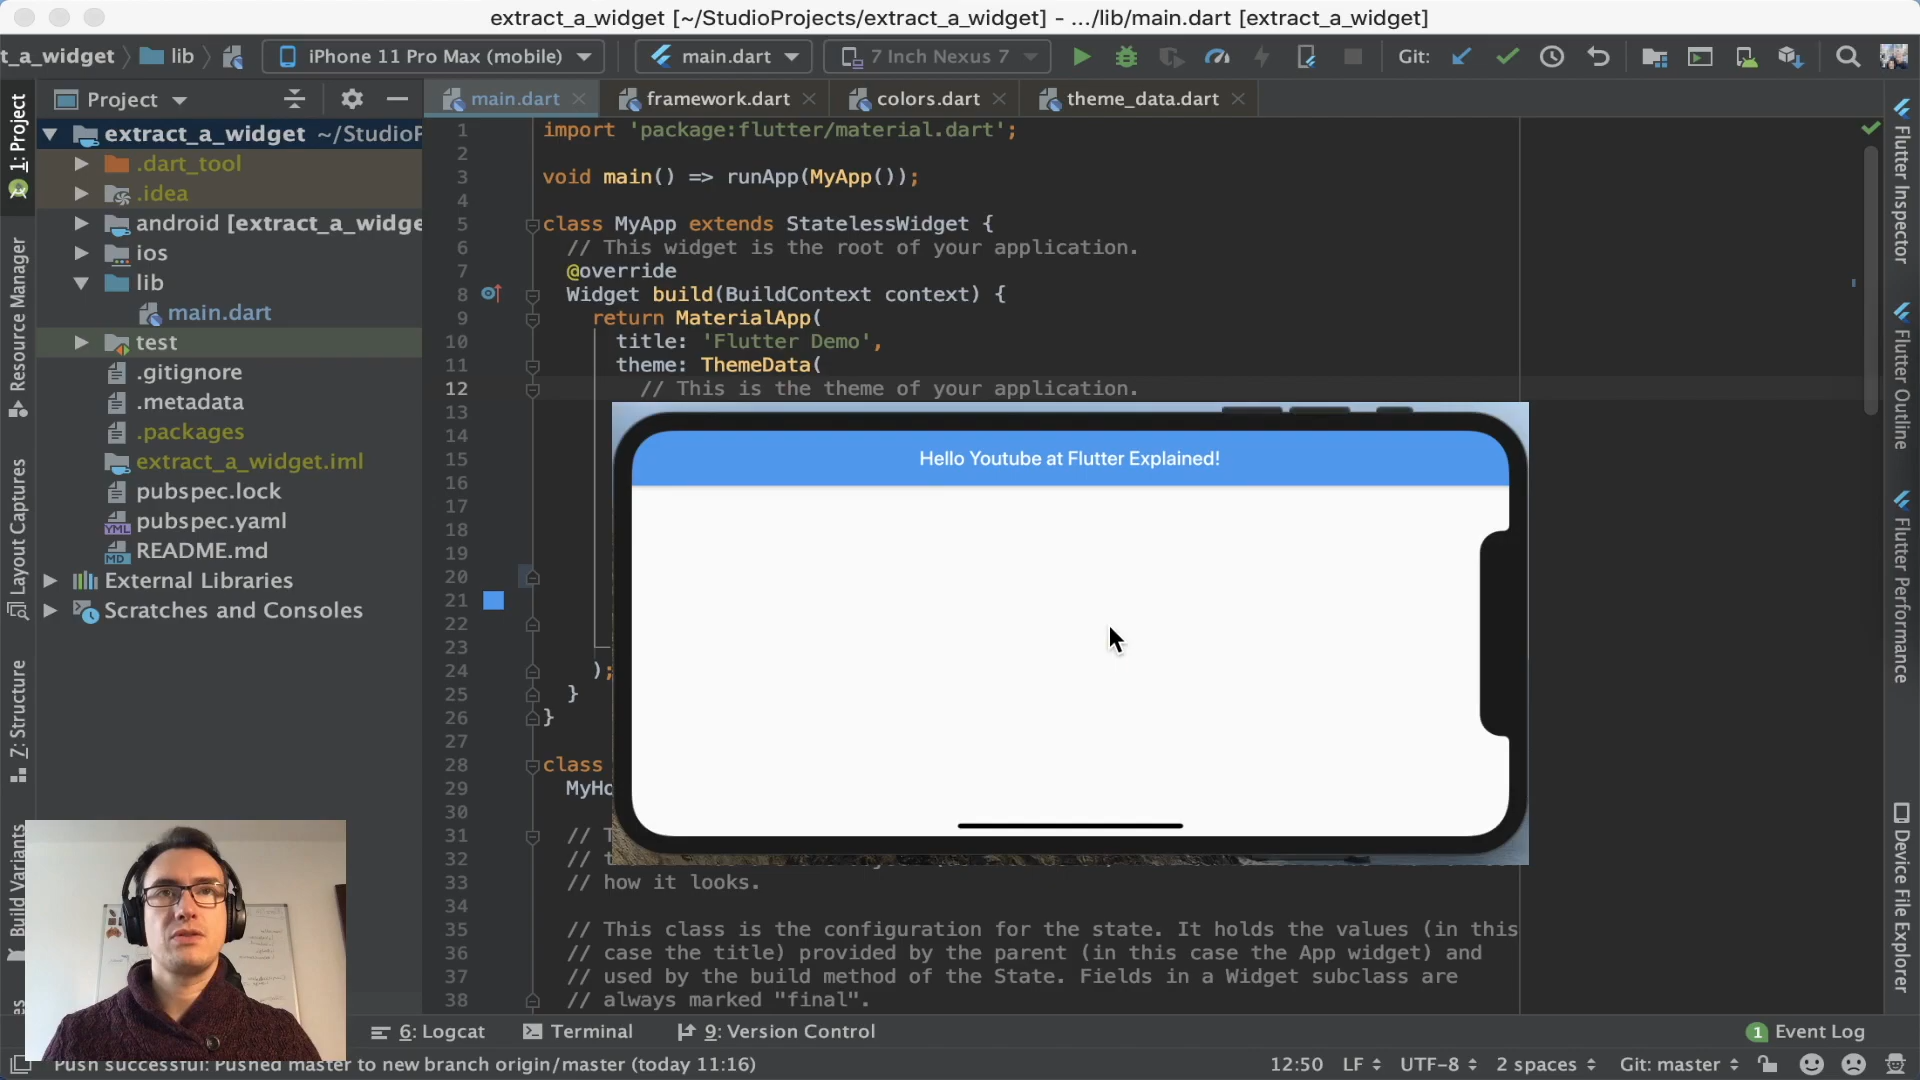 extract_a_widget [~/StudioProjects/extract_a_widget] - .../lib/main.dart [extract_a_widget]
t_a_widget lib iPhone 11 Pro Max (mobile) main.dart 7 Inch Nexus 7 Git:
Project
main.dart framework.dart colors.dart theme_data.dart
1: Project
Resource Manager
Layout Captures
Z: Structure
Build Variants
extract_a_widget ~/StudioP
.dart_tool
.idea
android [extract_a_widge
ios
lib
main.dart
test
.gitignore
.metadata
.packages
extract_a_widget.iml
pubspec.lock
pubspec.yaml
README.md
External Libraries
Scratches and Consoles
1 import 'package:flutter/material.dart';
2
3 void main() => runApp(MyApp());
4
5 class MyApp extends StatelessWidget {
6 // This widget is the root of your application.
7 @override
8 Widget build(BuildContext context) {
9 return MaterialApp(
10 title: 'Flutter Demo',
11 theme: ThemeData(
12 // This is the theme of your application.
13
14
15
16
17
18
19
20
21
22
23
24 );
25 }
26 }
27
28 class
29 MyHo
30
31 // T
32 // t
33 // how it looks.
34
35 // This class is the configuration for the state. It holds the values (in this
36 // case the title) provided by the parent (in this case the App widget) and
37 // used by the build method of the State. Fields in a Widget subclass are
38 // always marked "final".
Hello Youtube at Flutter Explained!
Flutter Inspector
Flutter Outline
Flutter Performance
Device File Explorer
6: Logcat Terminal 9: Version Control 1 Event Log
Push successful: Pushed master to new branch origin/master (today 11:16) 12:50 LF UTF-8 2 spaces Git: master